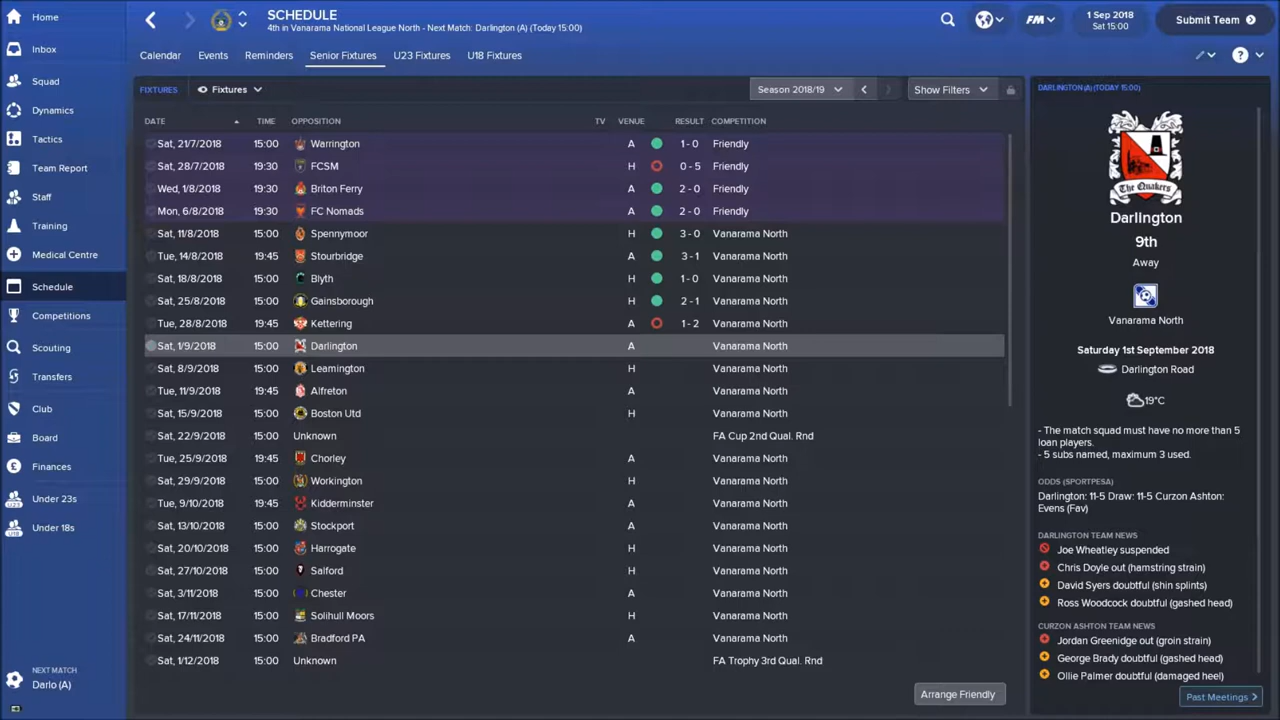 Home
SCHEDULE
4th in Vanarama National League North - Next Match: Darlington (A) (Today 15:00)
FM
1 Sep 2018
Sat 15:00
Submit Team
Inbox
Calendar Events Reminders Senior Fixtures U23 Fixtures U18 Fixtures
?
Squad
Dynamics
Tactics
Team Report
Staff
Training
Medical Centre
Schedule
Competitions
Scouting
Transfers
Club
Board
Finances
Under 23s
Under 18s
NEXT MATCH
Darlo (A)
FIXTURES Fixtures Season 2018/19 Show Filters
DATE TIME OPPOSITION TV VENUE RESULT COMPETITION
Sat, 21/7/2018 15:00 Warrington A 1 - 0 Friendly
Sat, 28/7/2018 19:30 FCSM H 0 - 5 Friendly
Wed, 1/8/2018 19:30 Briton Ferry A 2 - 0 Friendly
Mon, 6/8/2018 19:30 FC Nomads A 2 - 0 Friendly
Sat, 11/8/2018 15:00 Spennymoor H 3 - 0 Vanarama North
Tue, 14/8/2018 19:45 Stourbridge A 3 - 1 Vanarama North
Sat, 18/8/2018 15:00 Blyth H 1 - 0 Vanarama North
Sat, 25/8/2018 15:00 Gainsborough H 2 - 1 Vanarama North
Tue, 28/8/2018 19:45 Kettering A 1 - 2 Vanarama North
Sat, 1/9/2018 15:00 Darlington A Vanarama North
Sat, 8/9/2018 15:00 Leamington H Vanarama North
Tue, 11/9/2018 19:45 Alfreton A Vanarama North
Sat, 15/9/2018 15:00 Boston Utd H Vanarama North
Sat, 22/9/2018 15:00 Unknown FA Cup 2nd Qual. Rnd
Tue, 25/9/2018 19:45 Chorley A Vanarama North
Sat, 29/9/2018 15:00 Workington H Vanarama North
Tue, 9/10/2018 19:45 Kidderminster A Vanarama North
Sat, 13/10/2018 15:00 Stockport A Vanarama North
Sat, 20/10/2018 15:00 Harrogate H Vanarama North
Sat, 27/10/2018 15:00 Salford H Vanarama North
Sat, 3/11/2018 15:00 Chester A Vanarama North
Sat, 17/11/2018 15:00 Solihull Moors H Vanarama North
Sat, 24/11/2018 15:00 Bradford PA A Vanarama North
Sat, 1/12/2018 15:00 Unknown FA Trophy 3rd Qual. Rnd
Arrange Friendly
DARLINGTON (A) (TODAY 15:00)
The Quakers
Darlington
9th
Away
Vanarama North
Saturday 1st September 2018
Darlington Road
19°C
- The match squad must have no more than 5
loan players.
- 5 subs named, maximum 3 used.
ODDS (SPORTPESA)
Darlington: 11-5 Draw: 11-5 Curzon Ashton:
Evens (Fav)
DARLINGTON TEAM NEWS
Joe Wheatley suspended
Chris Doyle out (hamstring strain)
David Syers doubtful (shin splints)
Ross Woodcock doubtful (gashed head)
CURZON ASHTON TEAM NEWS
Jordan Greenidge out (groin strain)
George Brady doubtful (gashed head)
Ollie Palmer doubtful (damaged heel)
Past Meetings